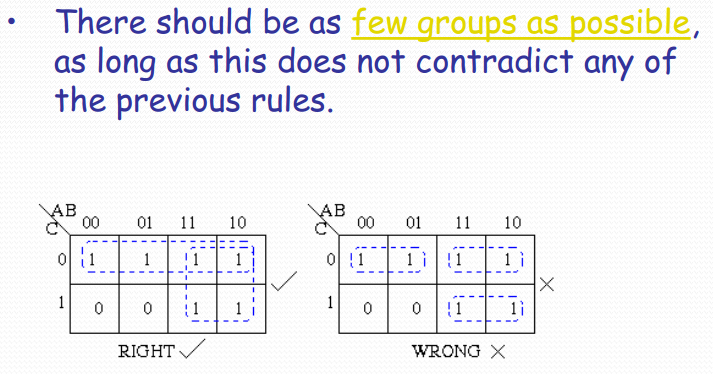 • There should be as few groups as possible,
as long as this does not contradict any of
the previous rules.
AB
C 00 01 11 10
0 1 1 1 1
1 0 0 1 1
RIGHT ✓
AB
C 00 01 11 10
0 1 1 1 1
1 0 0 1 1
WRONG ×